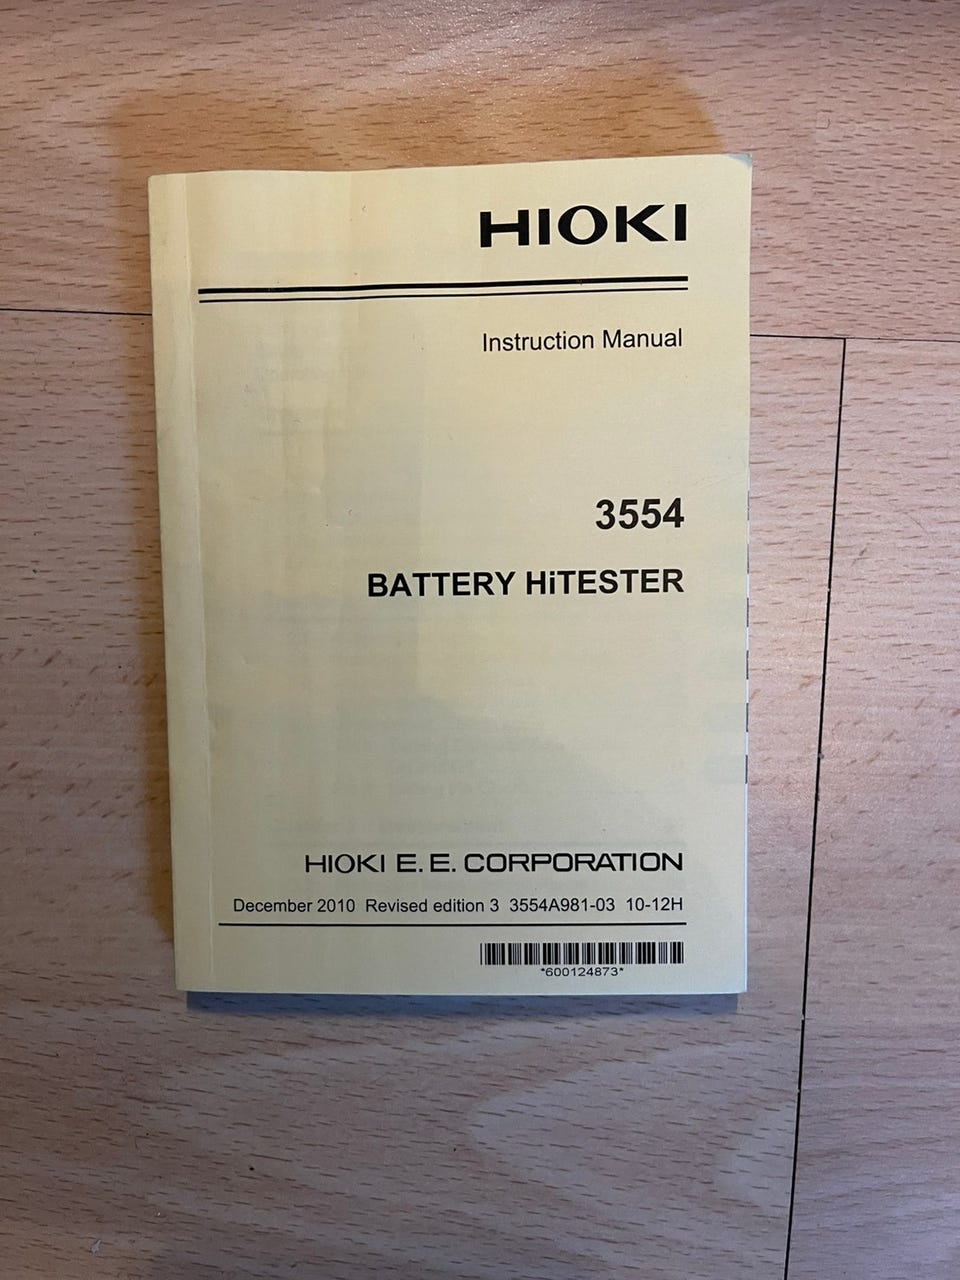 HIOKI
Instruction Manual
3554
BATTERY HiTESTER
HIOKI E. E. CORPORATION
December 2010 Revised edition 3 3554A981-03 10-12H
*600124873*